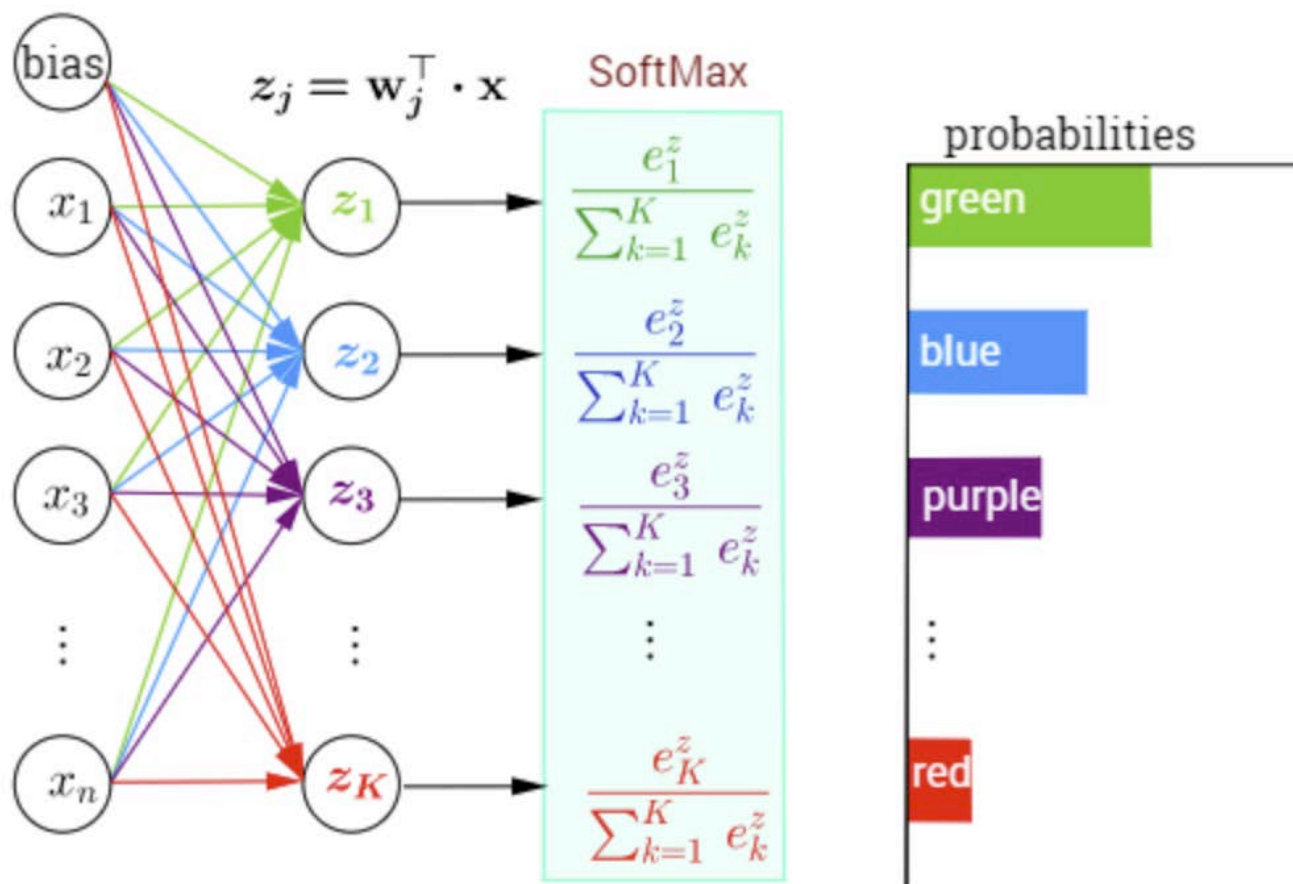 bias
z_j = w_j^⊤ · x
SoftMax
probabilities
x_1
z_1
e_1^z / ∑_{k=1}^{K} e_k^z
green
x_2
z_2
e_2^z / ∑_{k=1}^{K} e_k^z
blue
x_3
z_3
e_3^z / ∑_{k=1}^{K} e_k^z
purple
⋮
⋮
⋮
⋮
x_n
z_K
e_K^z / ∑_{k=1}^{K} e_k^z
red